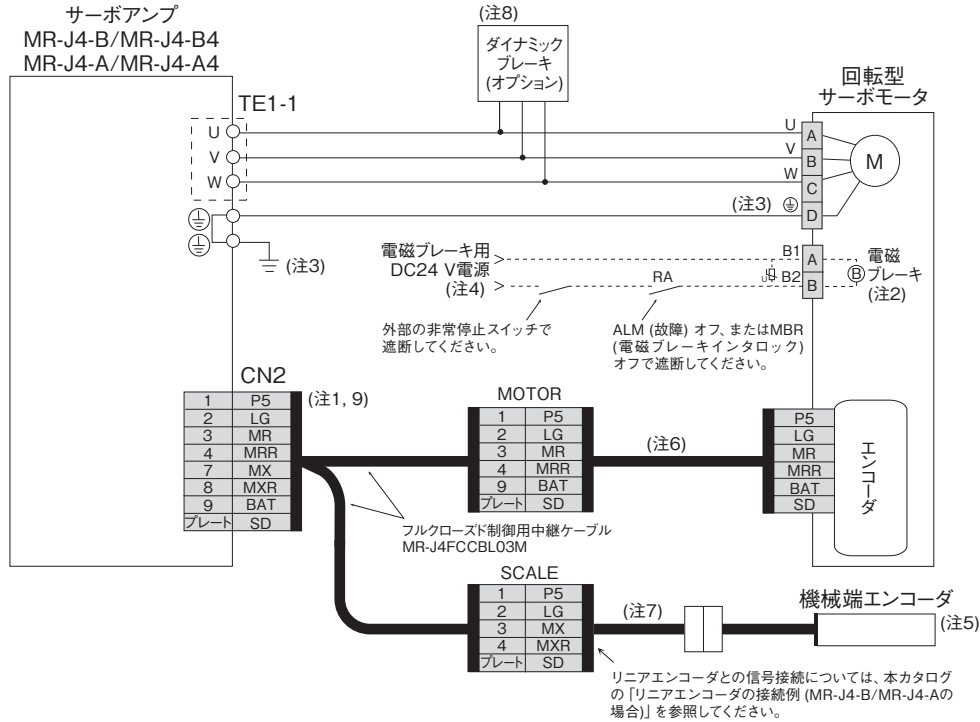 サーボアンプ
MR-J4-B/MR-J4-B4
MR-J4-A/MR-J4-A4
(注8)
ダイナミック
ブレーキ
(オプション)
回転型
サーボモータ
TE1-1
U
V
W
U
V
W
A
B
C
D
M
(注3)
(注3)
電磁ブレーキ用
DC24 V電源
(注4)
RA
B1
B2
U
A
B
B
電磁
ブレーキ
(注2)
外部の非常停止スイッチで
遮断してください。
ALM (故障) オフ、またはMBR
(電磁ブレーキインタロック)
オフで遮断してください。
CN2
(注1, 9)
1 P5
2 LG
3 MR
4 MRR
7 MX
8 MXR
9 BAT
プレート SD
MOTOR
1 P5
2 LG
3 MR
4 MRR
9 BAT
プレート SD
(注6)
P5
LG
MR
MRR
BAT
SD
エンコーダ
フルクローズド制御用中継ケーブル
MR-J4FCCBL03M
SCALE
1 P5
2 LG
3 MX
4 MXR
プレート SD
(注7)
機械端エンコーダ
(注5)
リニアエンコーダとの信号接続については、本カタログ
の「リニアエンコーダの接続例 (MR-J4-B/MR-J4-Aの
場合)」を参照してください。